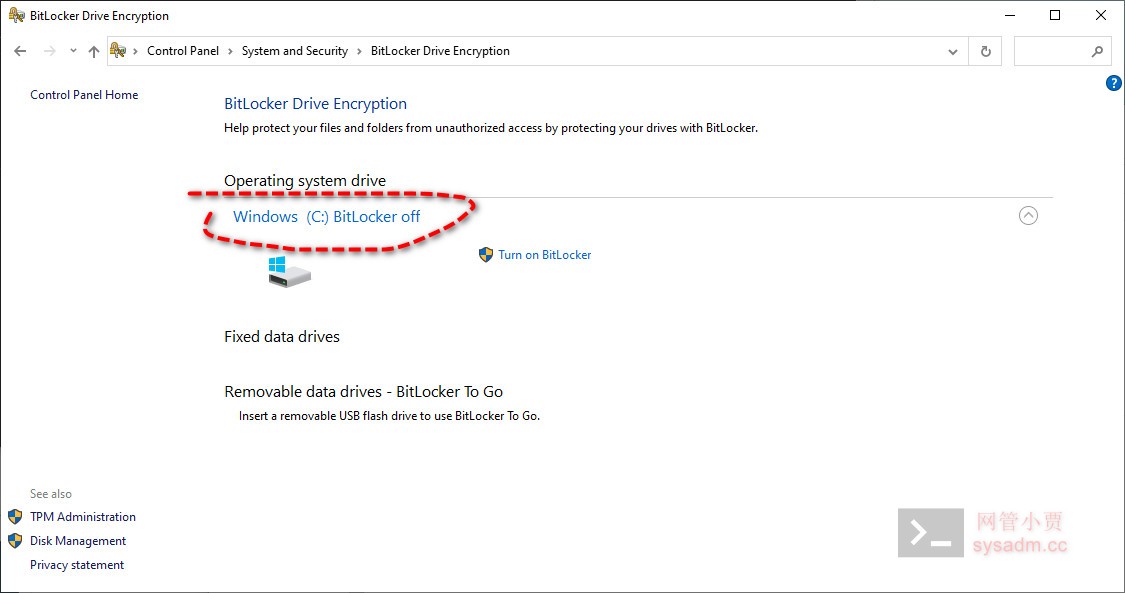 BitLocker Drive Encryption
Control Panel > System and Security > BitLocker Drive Encryption
Control Panel Home
BitLocker Drive Encryption
Help protect your files and folders from unauthorized access by protecting your drives with BitLocker.
Operating system drive
Windows (C:) BitLocker off
Turn on BitLocker
Fixed data drives
Removable data drives - BitLocker To Go
Insert a removable USB flash drive to use BitLocker To Go.
See also
TPM Administration
Disk Management
Privacy statement
网管小贾
sysadm.cc